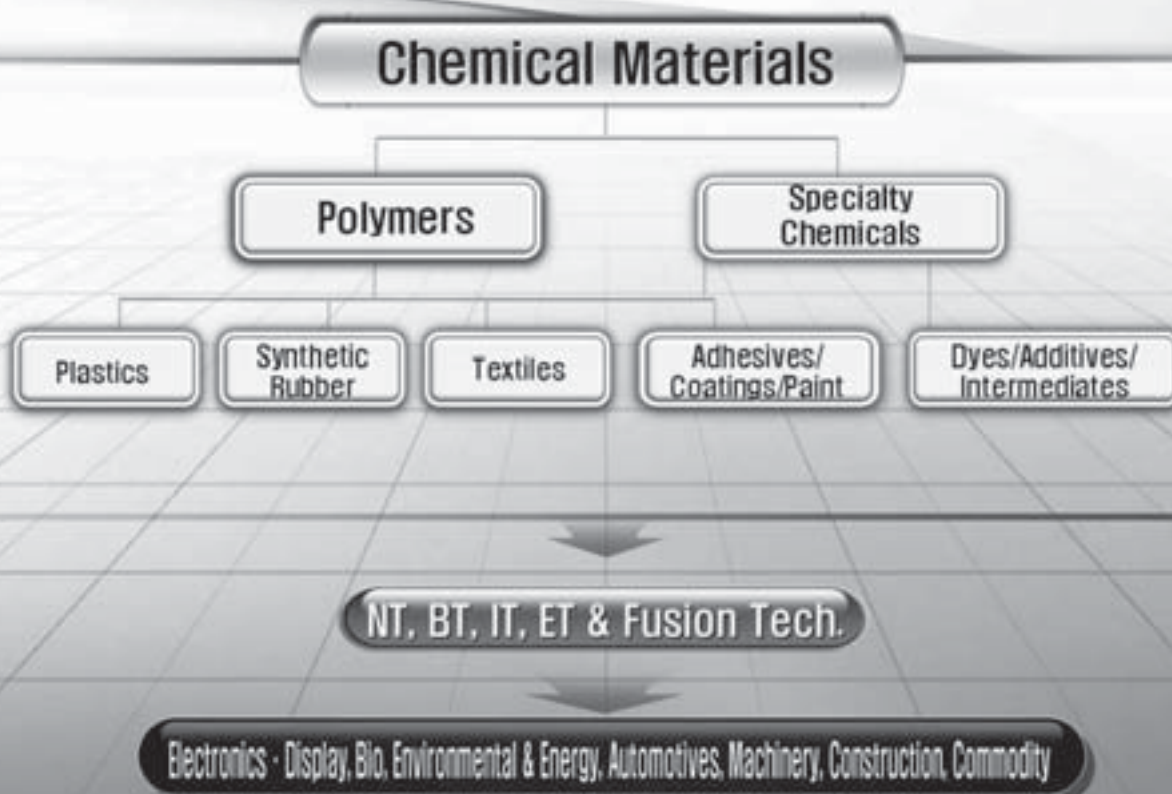 Chemical Materials
Polymers
Specialty
Chemicals
Plastics
Synthetic
Rubber
Textiles
Adhesives/
Coatings/Paint
Dyes/Additives/
Intermediates
NT, BT, IT, ET & Fusion Tech.
Electronics - Display, Bio, Environmental & Energy, Automotives, Machinery, Construction, Commodity